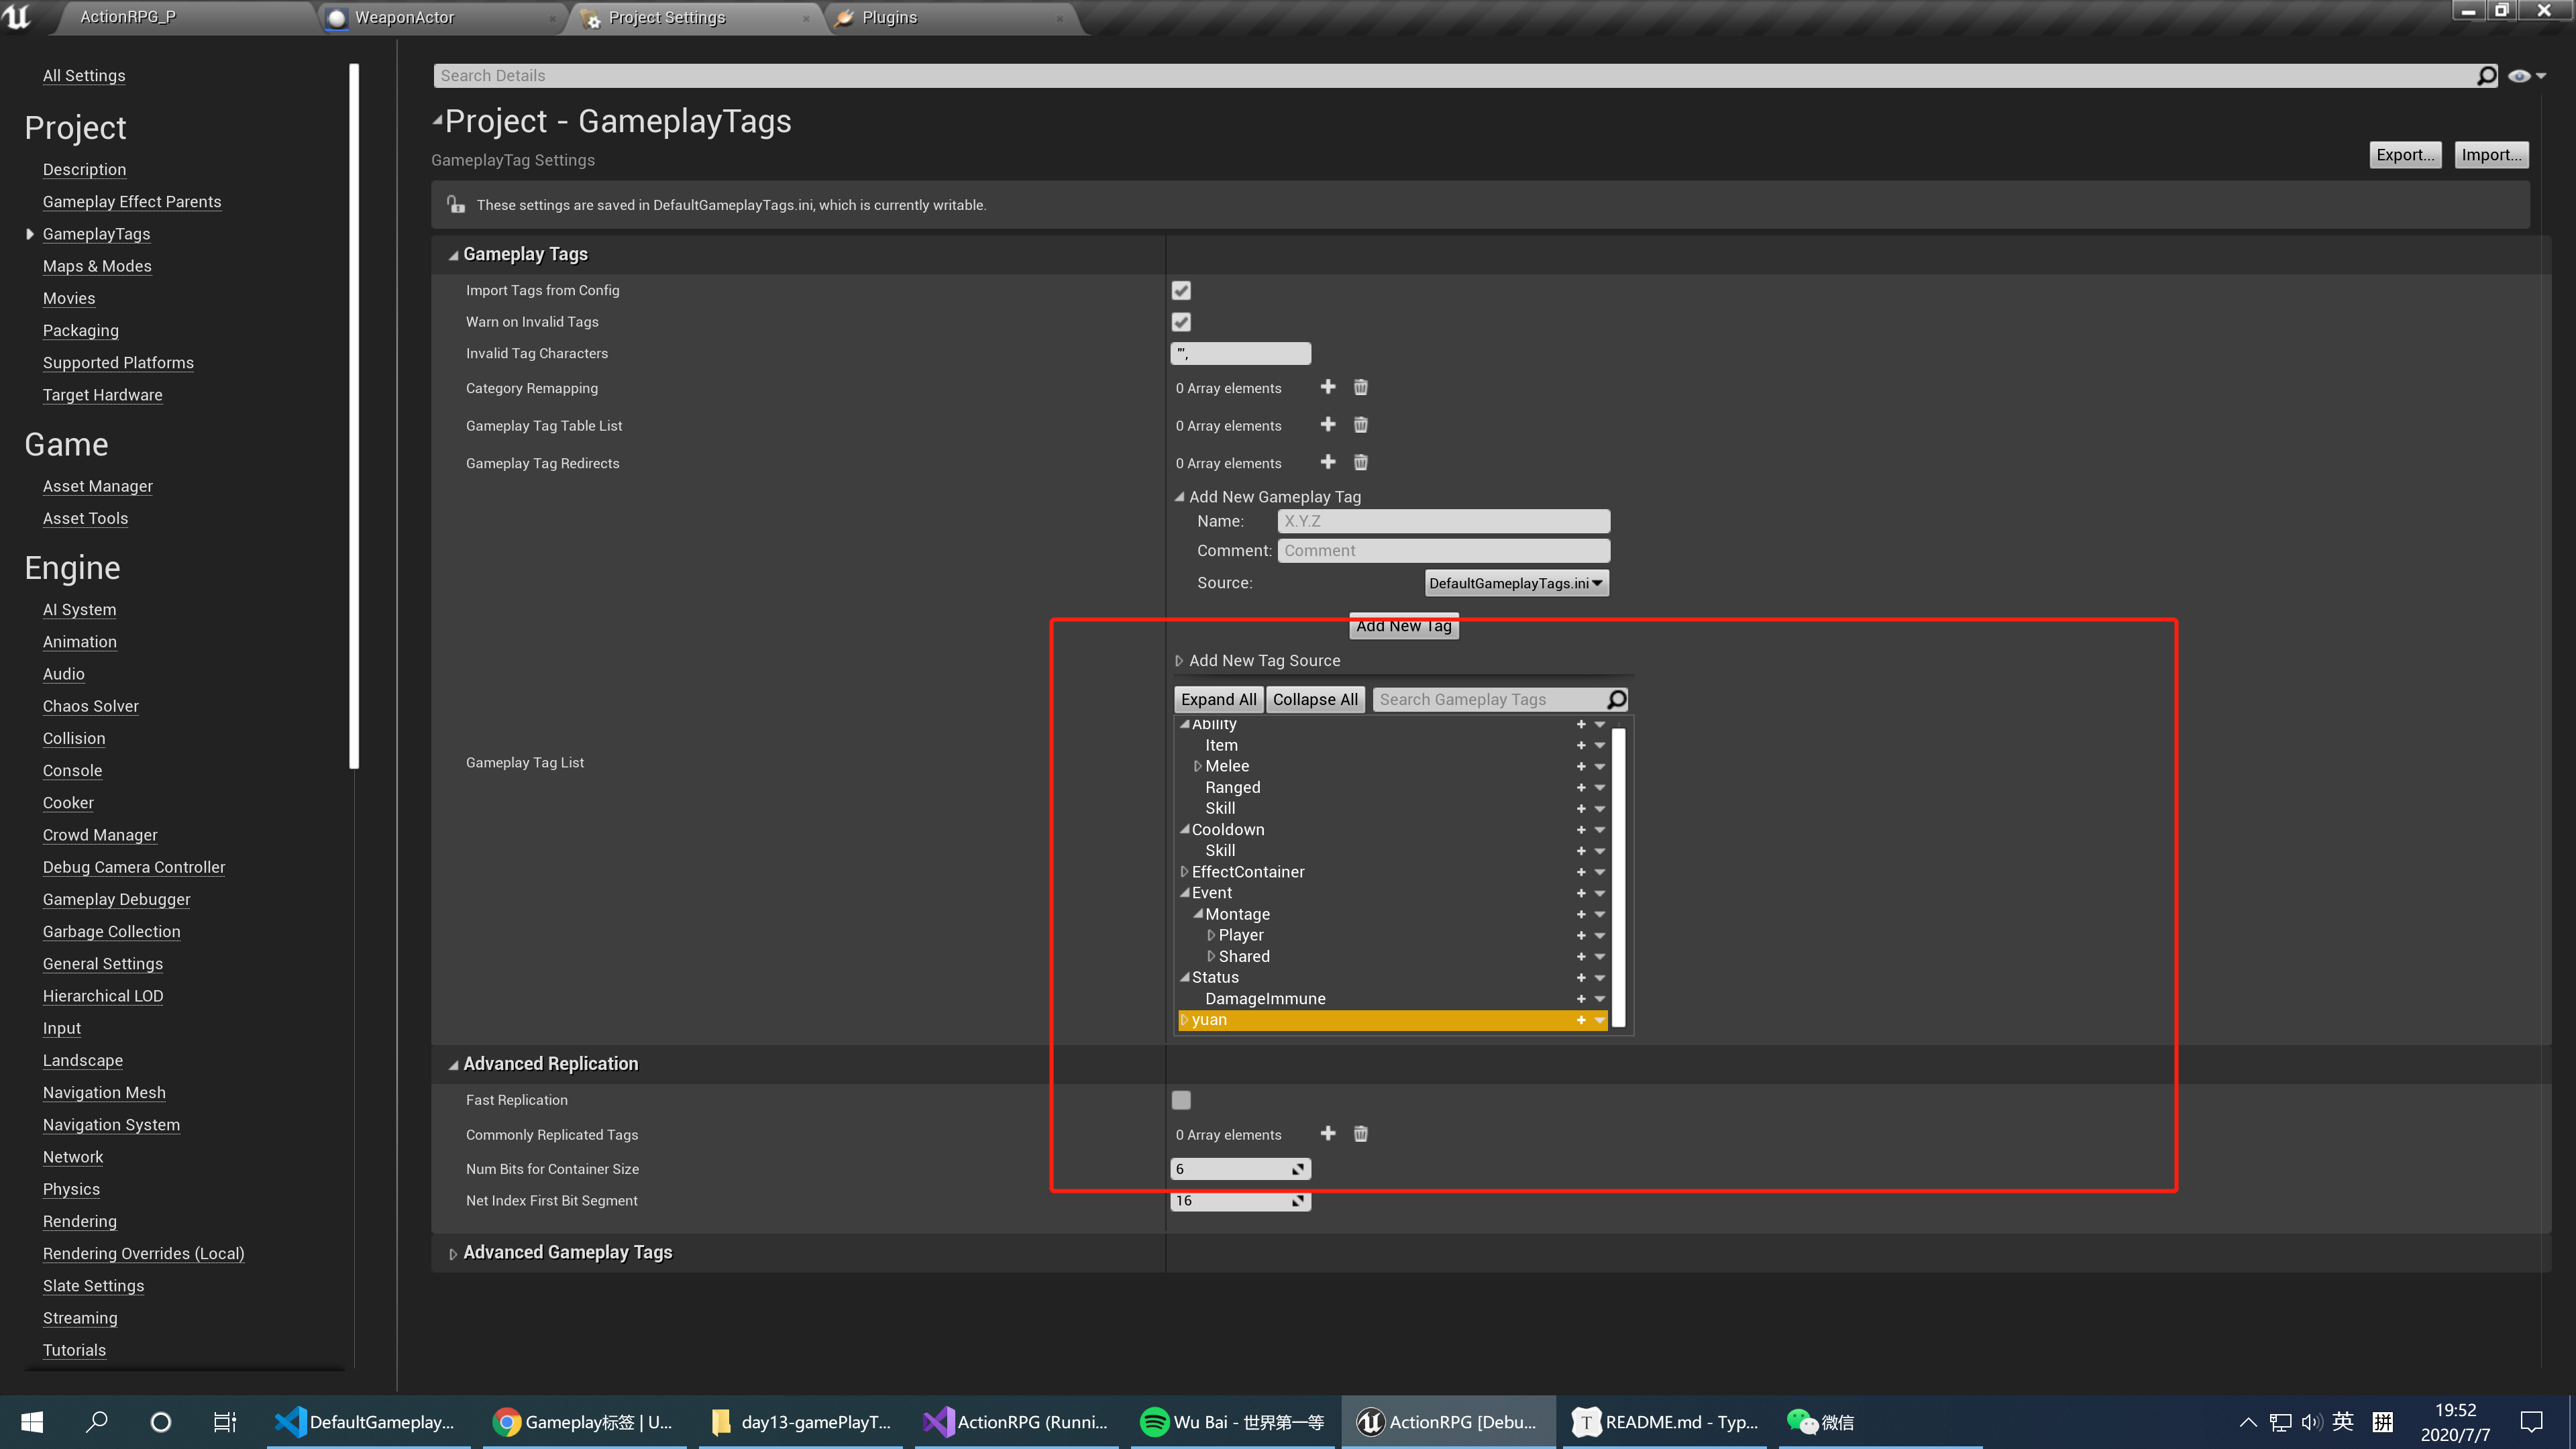 ActionRPG_P
WeaponActor
Project Settings
Plugins
All Settings
Project
Description
Gameplay Effect Parents
GameplayTags
Maps & Modes
Movies
Packaging
Supported Platforms
Target Hardware
Game
Asset Manager
Asset Tools
Engine
AI System
Animation
Audio
Chaos Solver
Collision
Console
Cooker
Crowd Manager
Debug Camera Controller
Gameplay Debugger
Garbage Collection
General Settings
Hierarchical LOD
Input
Landscape
Navigation Mesh
Navigation System
Network
Physics
Rendering
Rendering Overrides (Local)
Slate Settings
Streaming
Tutorials
Search Details
Project - GameplayTags
GameplayTag Settings
Export...
Import...
These settings are saved in DefaultGameplayTags.ini, which is currently writable.
Gameplay Tags
Import Tags from Config
Warn on Invalid Tags
Invalid Tag Characters
"',
Category Remapping
0 Array elements
Gameplay Tag Table List
0 Array elements
Gameplay Tag Redirects
0 Array elements
Add New Gameplay Tag
Name:
X.Y.Z
Comment:
Comment
Source:
DefaultGameplayTags.ini
Add New Tag
Add New Tag Source
Expand All
Collapse All
Search Gameplay Tags
Gameplay Tag List
Ability
Item
Melee
Ranged
Skill
Cooldown
Skill
EffectContainer
Event
Montage
Player
Shared
Status
DamageImmune
yuan
Advanced Replication
Fast Replication
Commonly Replicated Tags
0 Array elements
Num Bits for Container Size
6
Net Index First Bit Segment
16
Advanced Gameplay Tags
DefaultGameplay...
Gameplay标签 | U...
day13-gamePlayT...
ActionRPG (Runni...
Wu Bai - 世界第一等
ActionRPG [Debu...
README.md - Typ...
微信
英
拼
19:52
2020/7/7